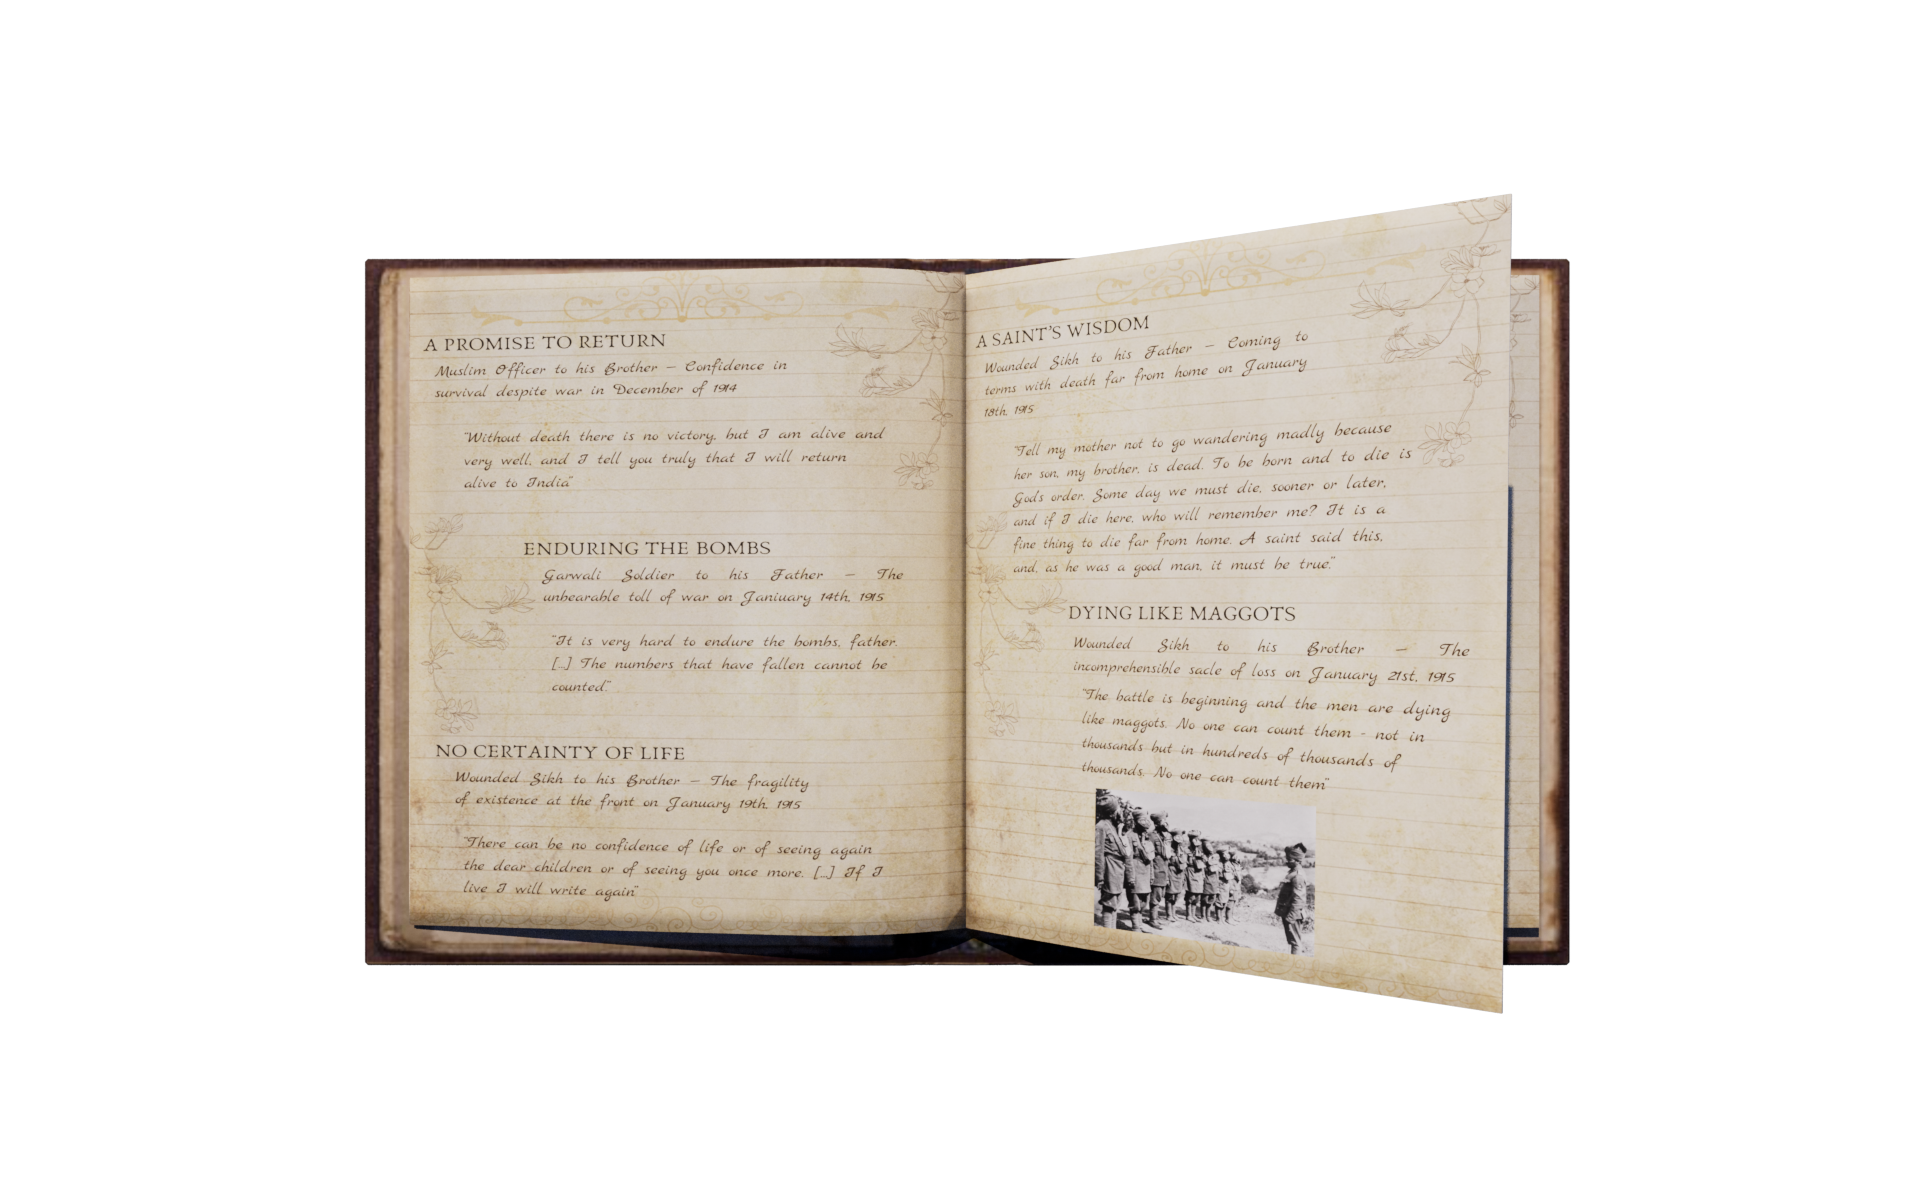 A PROMISE TO RETURN
Muslim Officer to his Brother – Confidence in
survival despite war in December of 1914
"Without death there is no victory, but I am alive and
very well, and I tell you truly that I will return
alive to India"
ENDURING THE BOMBS
Garwali Soldier to his Father – The
unbearable toll of war on Janiuary 14th, 1915
"It is very hard to endure the bombs, father.
[...] The numbers that have fallen cannot be
counted."
NO CERTAINTY OF LIFE
Wounded Sikh to his Brother – The fragility
of existence at the front on January 19th, 1915
"There can be no confidence of life or of seeing again
the dear children or of seeing you once more. [...] If I
live I will write again"
A SAINT'S WISDOM
Wounded Sikh to his Father – Coming to
terms with death far from home on January
18th, 1915
"Tell my mother not to go wandering madly because
her son, my brother, is dead. To be born and to die is
Gods order. Some day we must die, sooner or later,
and if I die here, who will remember me? It is a
fine thing to die far from home. A saint said this,
and, as he was a good man, it must be true."
DYING LIKE MAGGOTS
Wounded Sikh to his Brother – The
incomprehensible sacle of loss on January 21st, 1915
"The battle is beginning and the men are dying
like maggots. No one can count them - not in
thousands but in hundreds of thousands of
thousands. No one can count them"